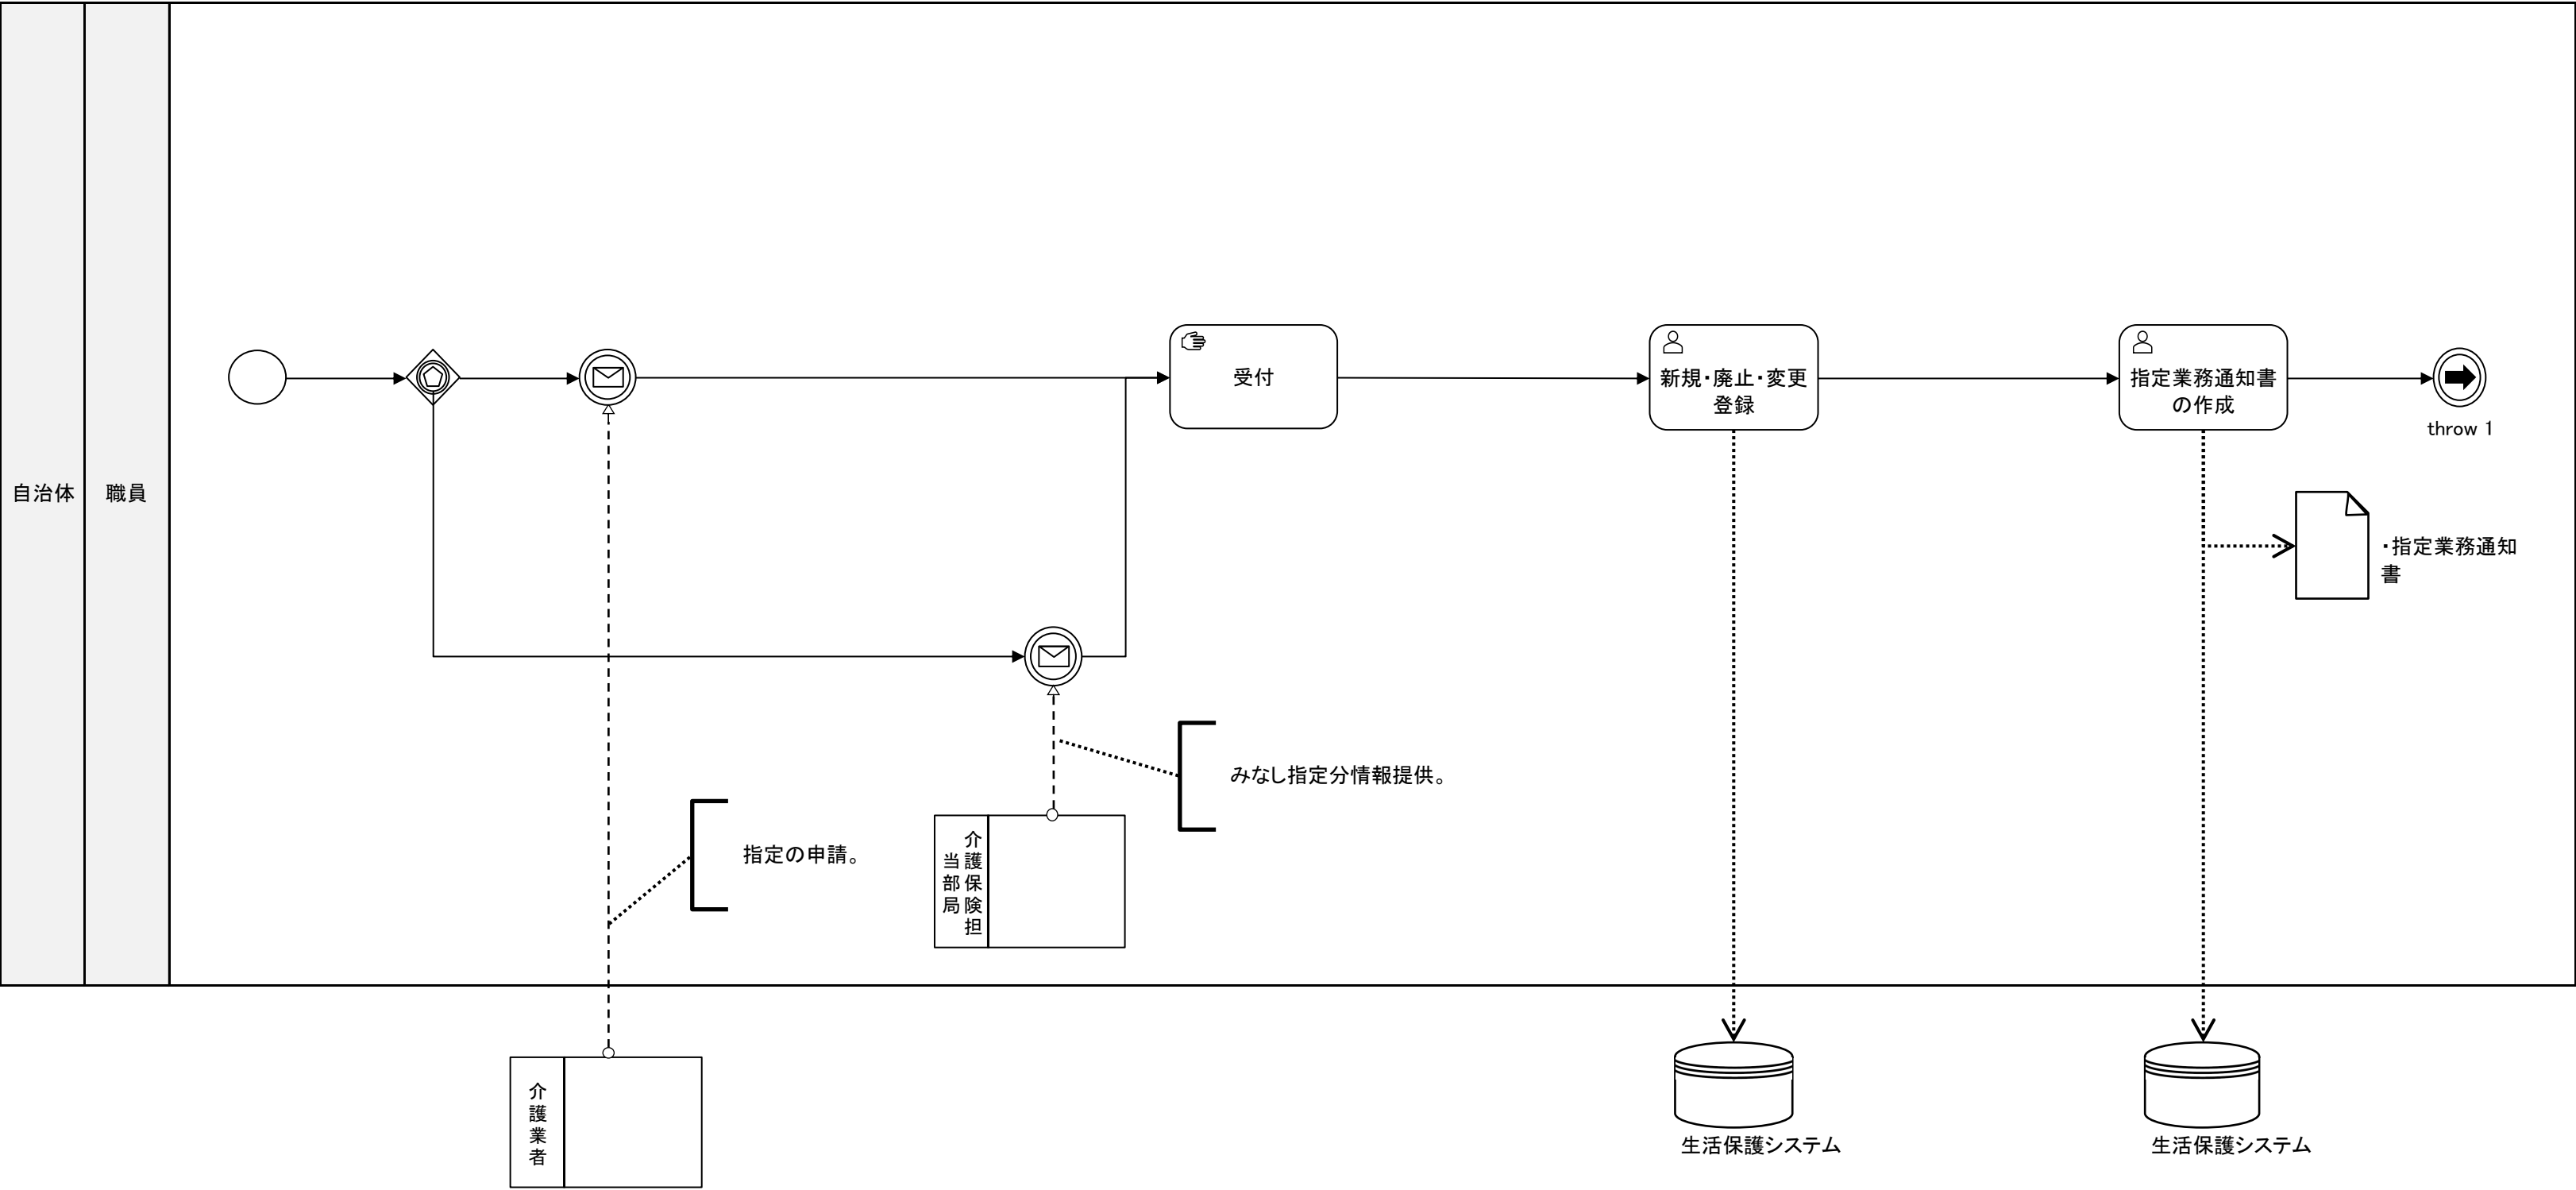 自治体
職員
受付
新規・廃止・変更
登録
指定業務通知書
の作成
throw 1
・指定業務通知
書
みなし指定分情報提供。
指定の申請。
介護保険担
当部局
介護業者
生活保護システム
生活保護システム